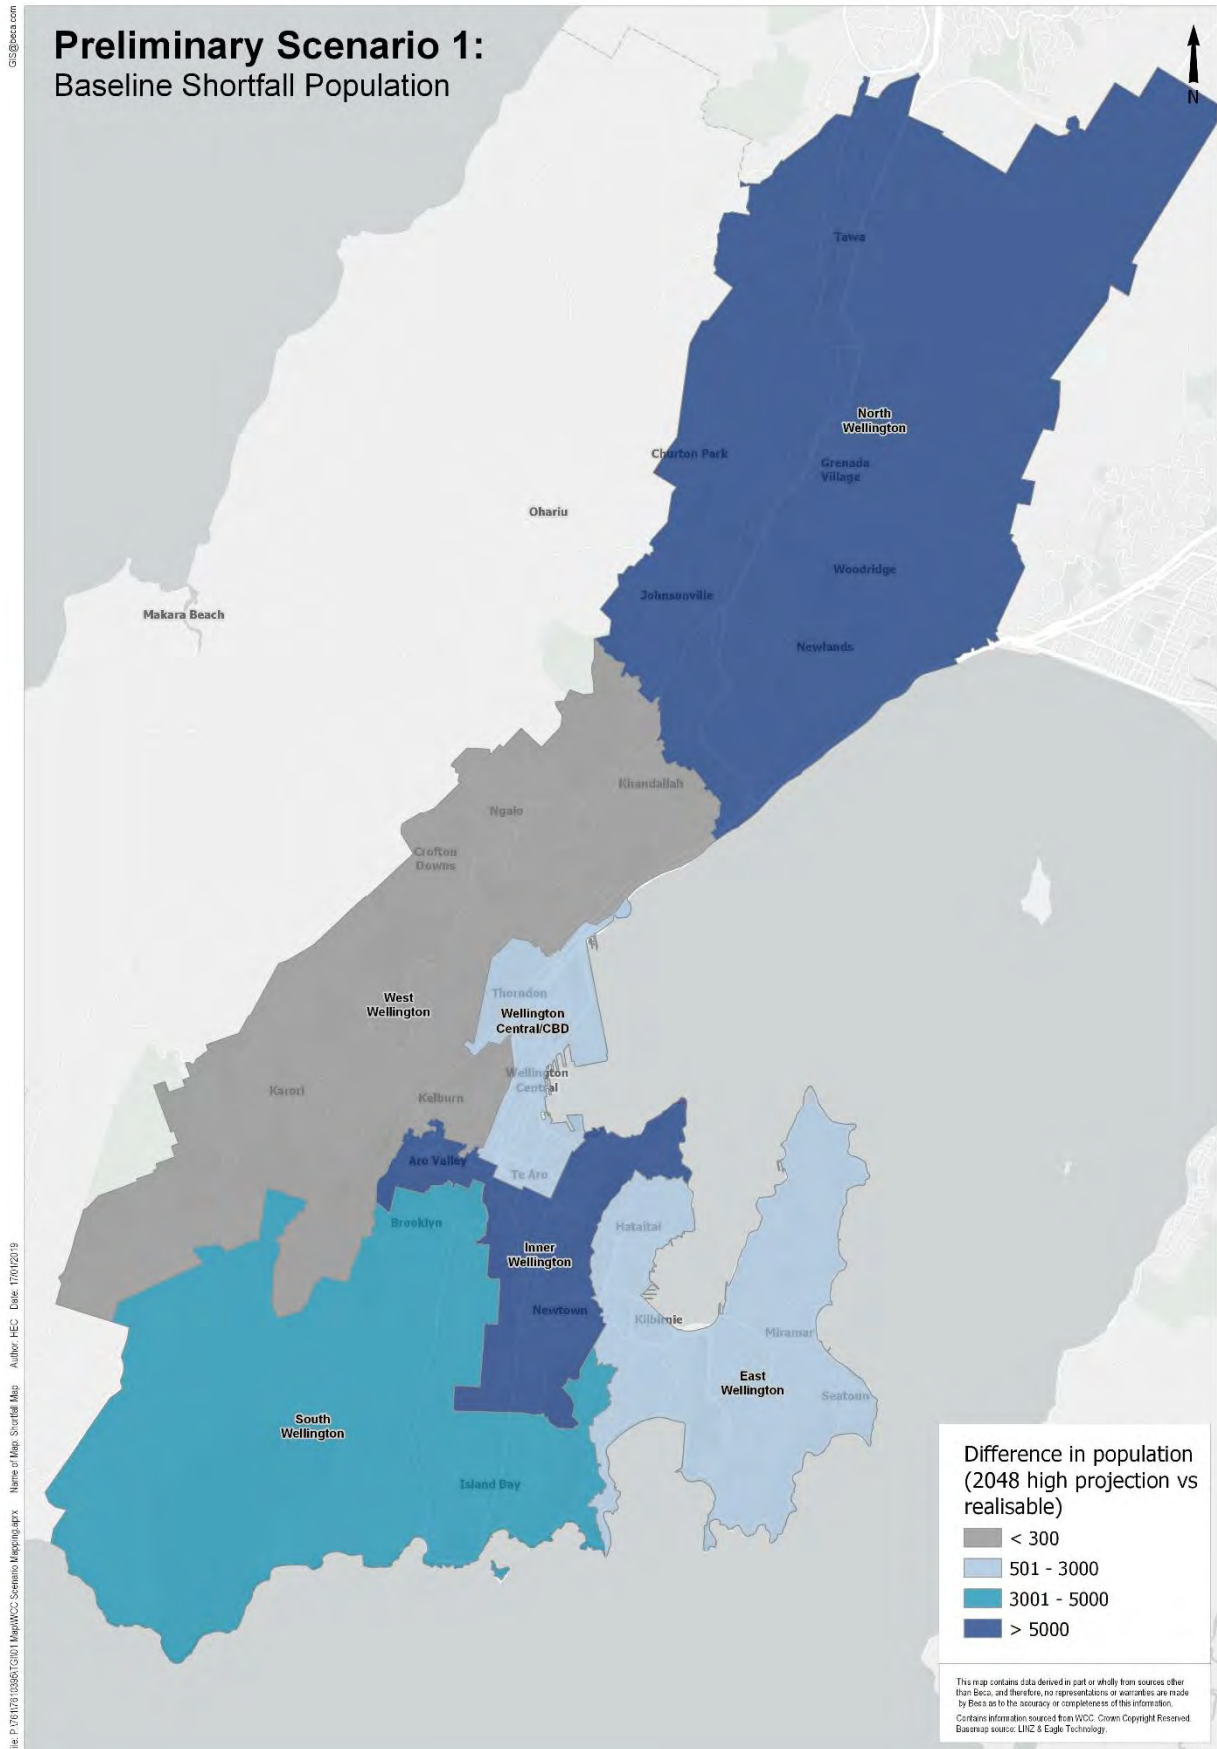 GIS@beca.com
Preliminary Scenario 1:
Baseline Shortfall Population
N
Tawa
North
Wellington
Churton Park
Grenada
Village
Ohariu
Woodridge
Johnsonville
Makara Beach
Newlands
Khandallah
Ngaio
Crofton
Downs
Thorndon
West
Wellington
Wellington
Central/CBD
Wellington
Central
Karori
Kelburn
Aro Valley
Te Aro
Brooklyn
Hataitai
Inner
Wellington
Newtown
Kilbirnie
Miramar
East
Wellington
Seatoun
South
Wellington
Island Bay
Difference in population
(2048 high projection vs
realisable)
< 300
501 - 3000
3001 - 5000
> 5000
This map contains data derived in part or wholly from sources other
than Beca, and therefore, no representations or warranties are made
by Beca as to the accuracy or completeness of this information.
Contains information sourced from WCC. Crown Copyright Reserved.
Basemap source: LINZ & Eagle Technology.
Name of Map: Shortfall Map Author: HEC Date: 17/01/2019